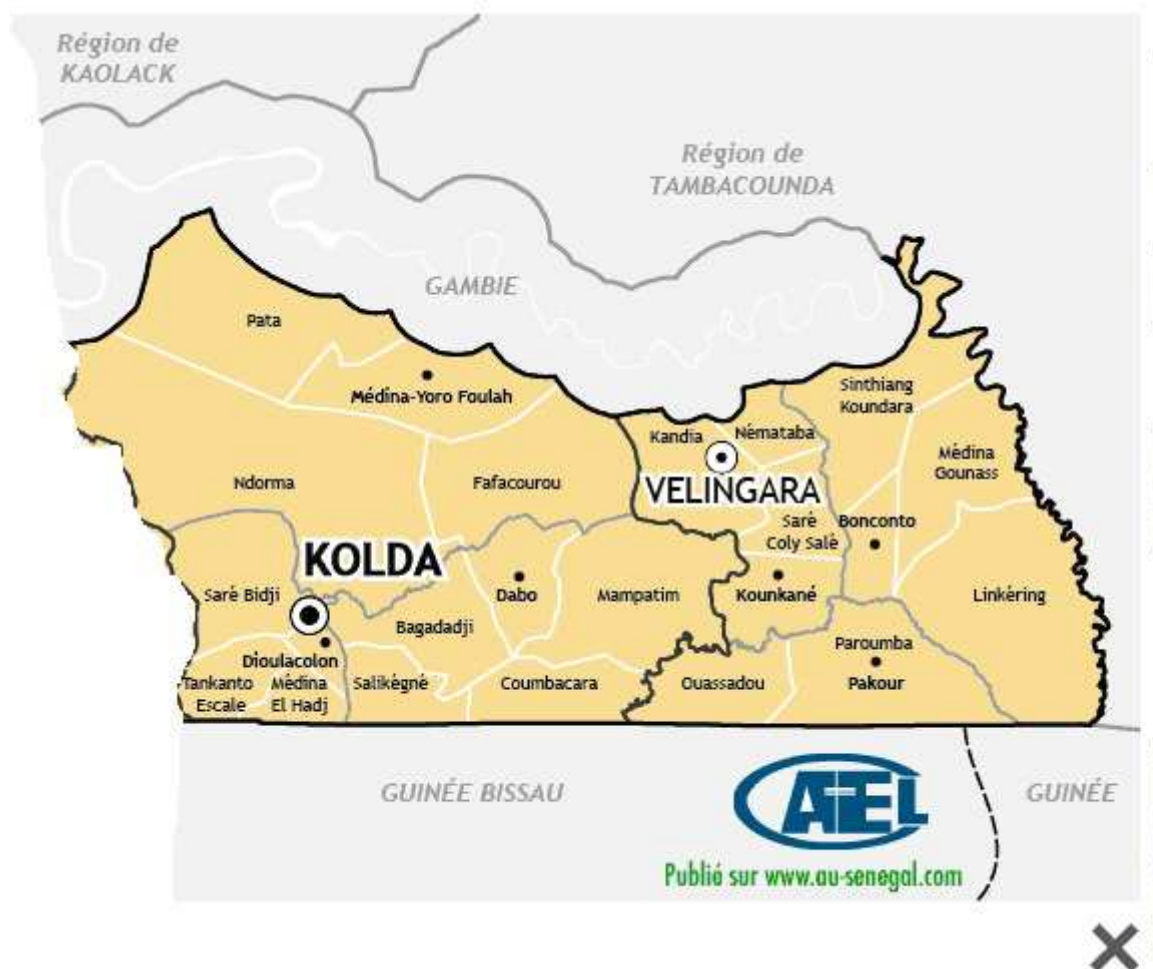 Région de
KAOLACK
Région de
TAMBACOUNDA
GAMBIE
Pata
Médina-Yoro Foulah
Sinthiang
Koundara
Kandia
Némataba
Médina
Gounass
Ndorma
Fafacourou
VELINGARA
Saré
Coly Salé
Bonconto
KOLDA
Saré Bidji
Dabo
Mampatim
Kounkané
Linkéring
Bagadadji
Paroumba
Dioulacolon
Tankanto
Escale
Médina
El Hadj
Salikégné
Coumbacara
Ouassadou
Pakour
GUINÉE BISSAU
GUINÉE
ATEL
Publié sur www.au-senegal.com